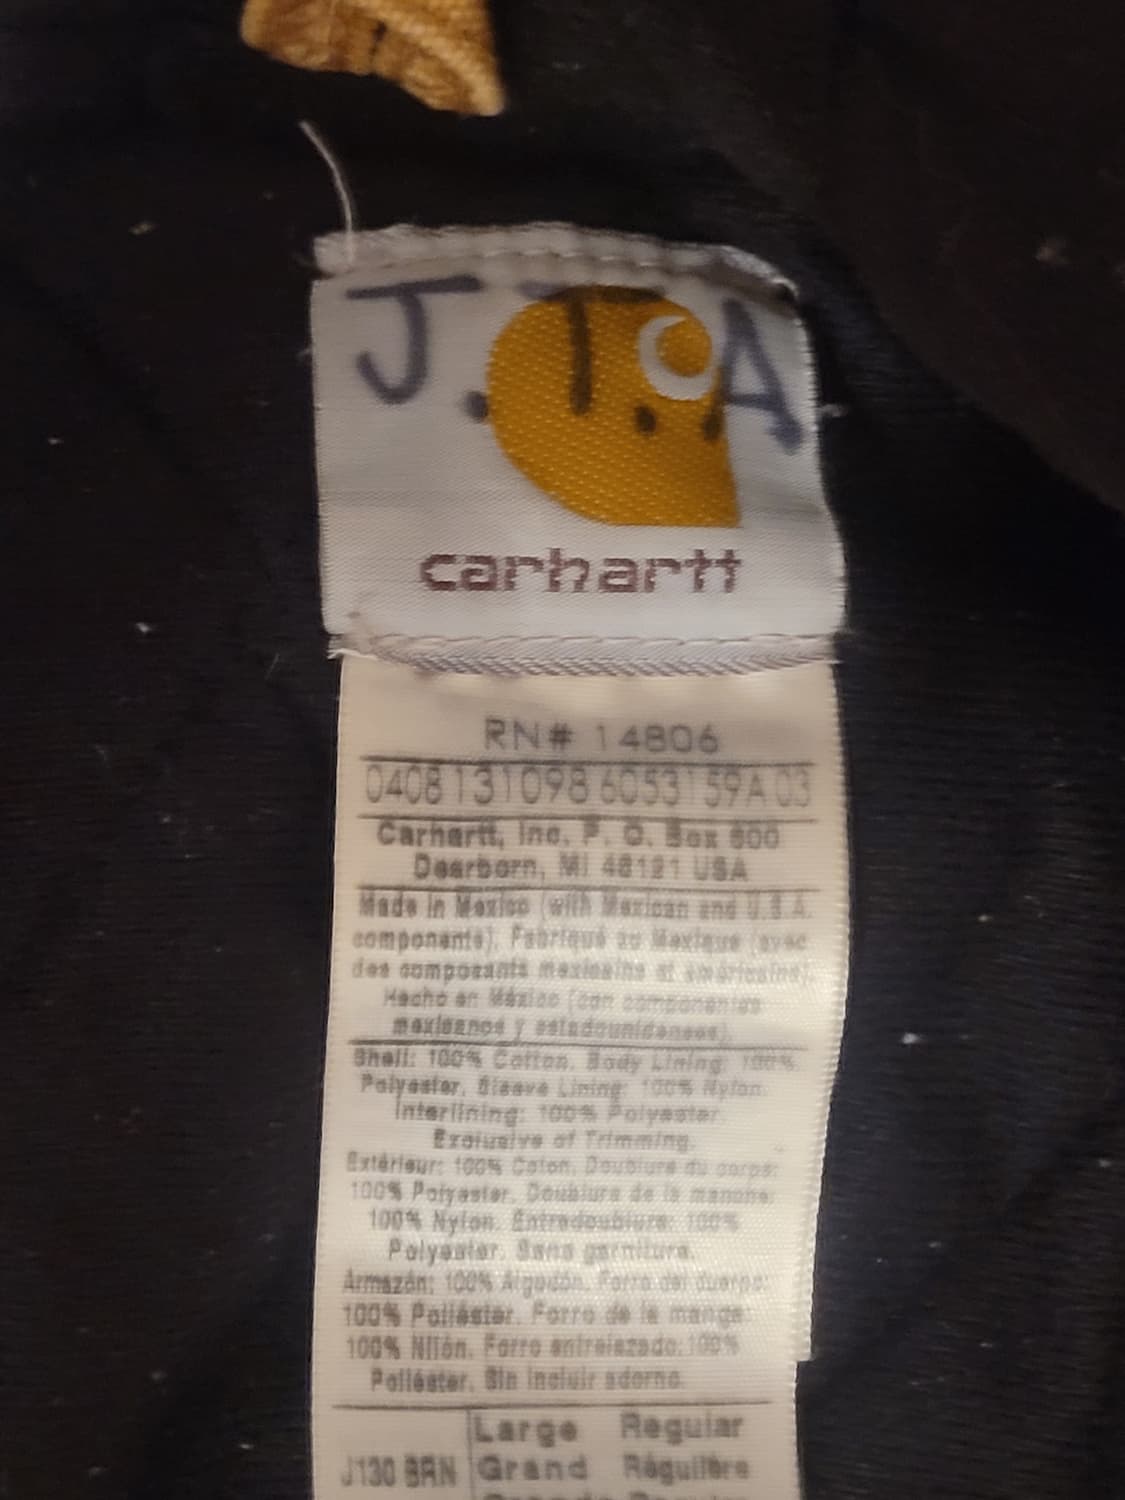 J.T.A
carhartt
RN# 14806
0408131098 6053159A 03
Carhartt, Inc. P. O. Box 600
Dearborn, MI 48121 USA
Made in Mexico (with Mexican and U.S.A.
components). Fabriqué au Mexique (avec
des composants mexicains et américains).
Hecho en México (con componentes
mexicanos y estadounidenses).
Shell: 100% Cotton. Body Lining: 100%
Polyester. Sleeve Lining: 100% Nylon.
Interlining: 100% Polyester.
Exclusive of Trimming.
Extérieur: 100% Coton. Doublure du corps:
100% Polyester. Doublure de la manche:
100% Nylon. Entredoublure: 100%
Polyester. Sans garniture.
Armazón: 100% Algodón. Forro del
100% Poliéster. Forro de la manga:
100% Nilón. Forro entrelazado: 100%
Poliéster. Sin incluir adorno.
Large Regular
J130 BRN Grand Régulière